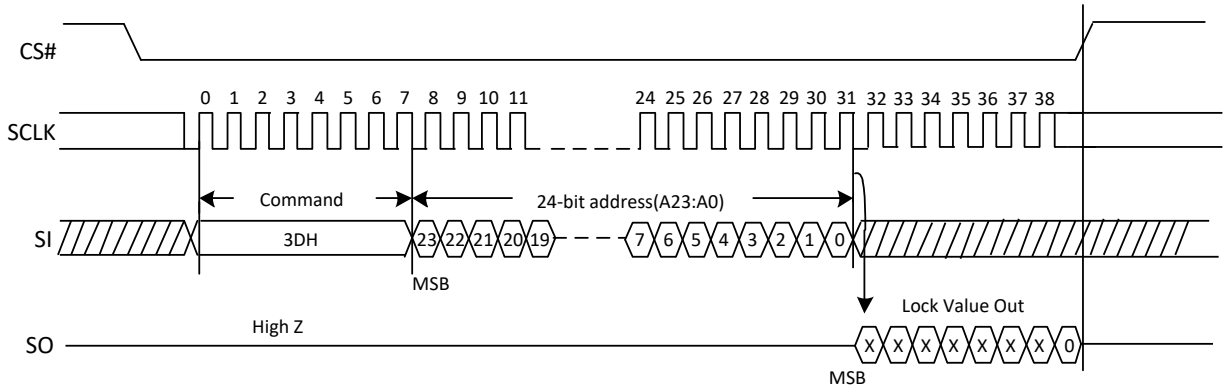 CS#
0 1 2 3 4 5 6 7 8 9 10 11 24 25 26 27 28 29 30 31 32 33 34 35 36 37 38
SCLK
Command 24-bit address(A23:A0)
SI 3DH 23 22 21 20 19 7 6 5 4 3 2 1 0
MSB
Lock Value Out
High Z
SO X X X X X X X 0
MSB